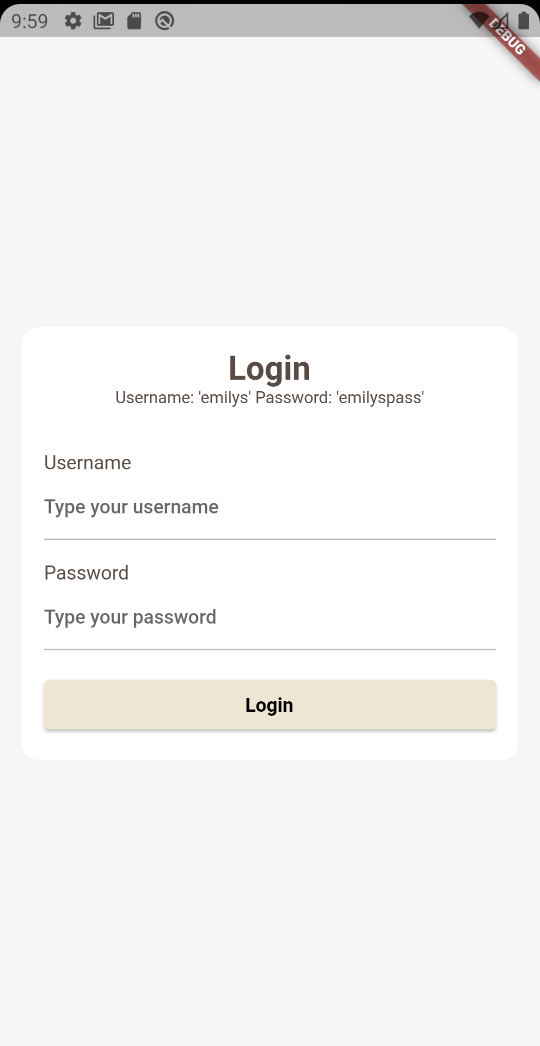 9:59
DEBUG
Login
Username: 'emilys' Password: 'emilyspass'
Username
Type your username
Password
Type your password
Login